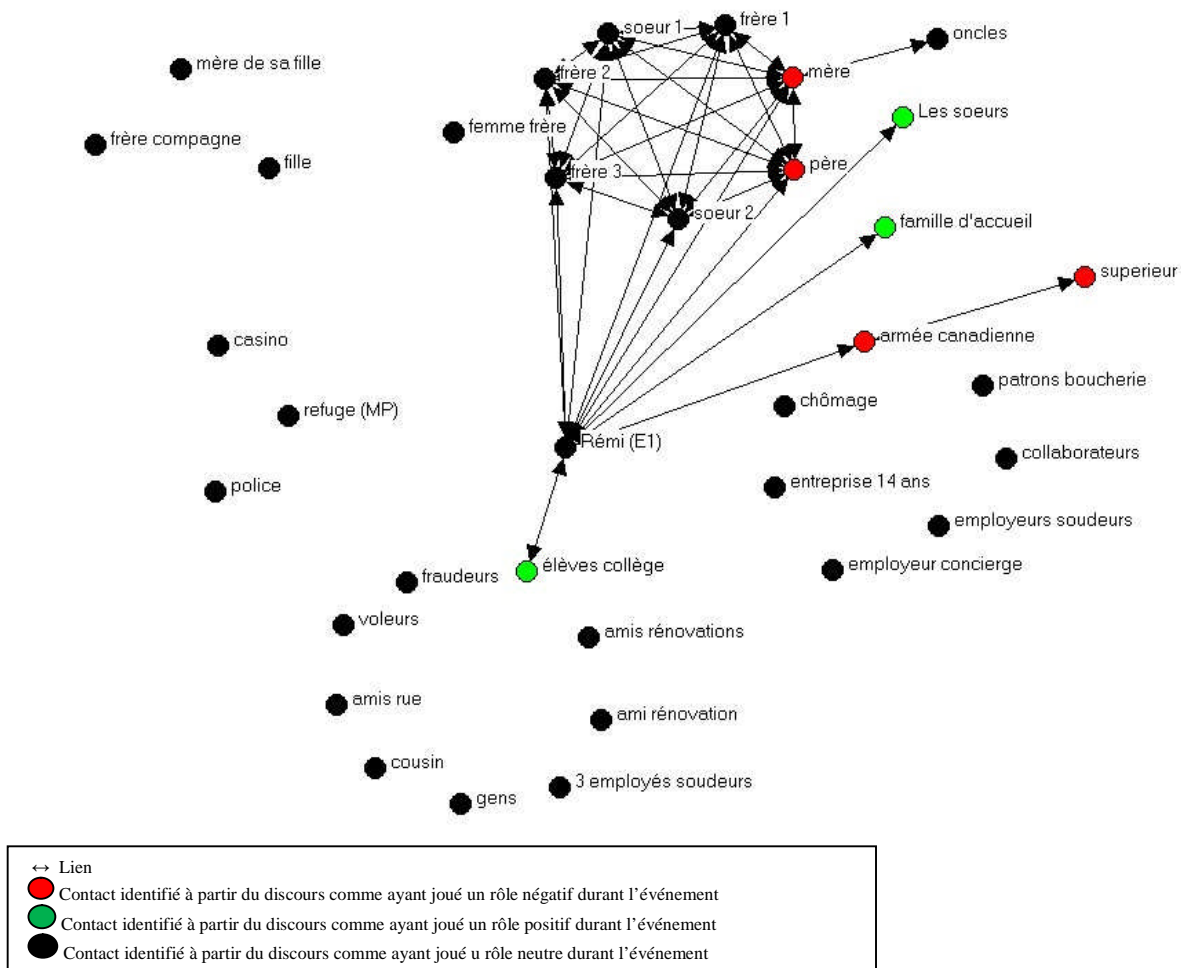 soeur 1
frère 1
oncles
mère de sa fille
frère 2
mère
Les soeurs
femme frère
frère compagne
fille
frère 3
père
soeur 2
famille d'accueil
superieur
casino
armée canadienne
patrons boucherie
chômage
refuge (MP)
Rémi (E1)
collaborateurs
police
entreprise 14 ans
employeurs soudeurs
élèves collège
employeur concierge
fraudeurs
voleurs
amis rénovations
amis rue
ami rénovation
cousin
3 employés soudeurs
gens
↔ Lien
Contact identifié à partir du discours comme ayant joué un rôle négatif durant l'événement
Contact identifié à partir du discours comme ayant joué un rôle positif durant l'événement
Contact identifié à partir du discours comme ayant joué u rôle neutre durant l'événement